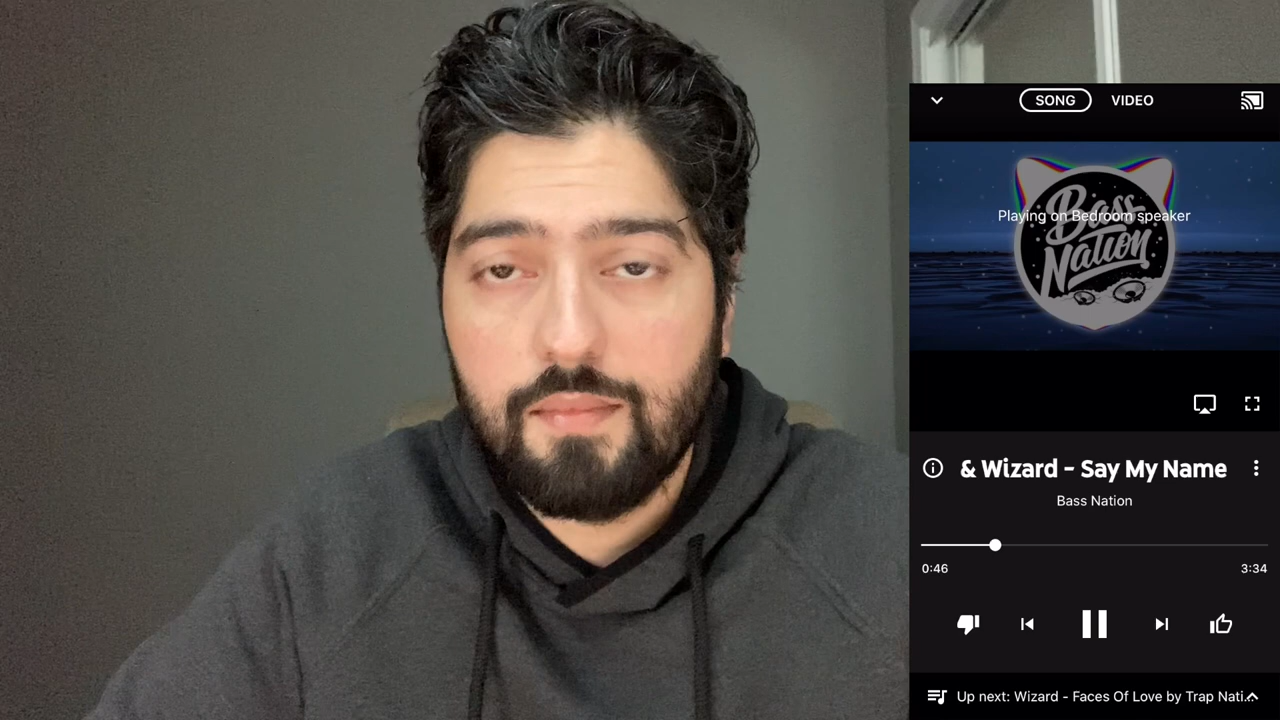 SONG VIDEO
Playing on Bedroom speaker
Bass
Nation
& Wizard - Say My Name
Bass Nation
0:46 3:34
Up next: Wizard - Faces Of Love by Trap Nati...